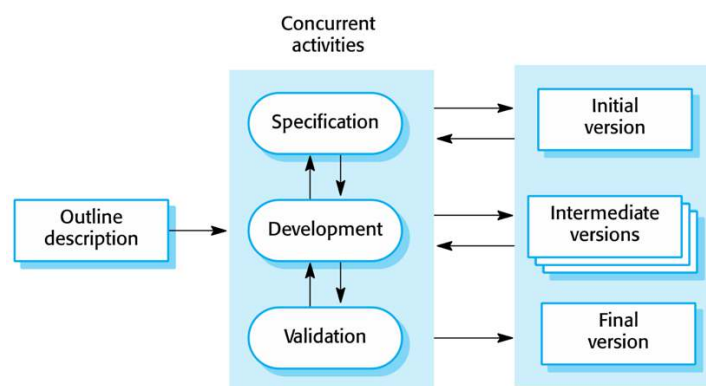 Concurrent
activities
Specification
Initial
version
Outline
description
Development
Intermediate
versions
Validation
Final
version